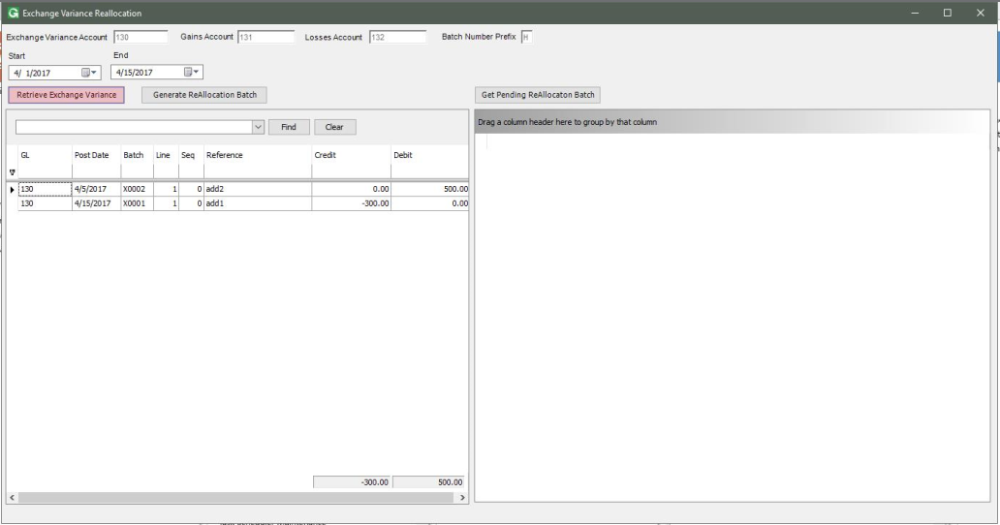 G Exchange Variance Reallocation
Exchange Variance Account 130 Gains Account 131 Losses Account 132 Batch Number Prefix H
Start End
4/ 1/2017 4/15/2017
Retrieve Exchange Variance Generate ReAllocation Batch Get Pending ReAllocaton Batch
Find Clear
Drag a column header here to group by that column
GL Post Date Batch Line Seq Reference Credit Debit
130 4/5/2017 X0002 1 0 add2 0.00 500.00
130 4/15/2017 X0001 1 0 add1 -300.00 0.00
-300.00 500.00